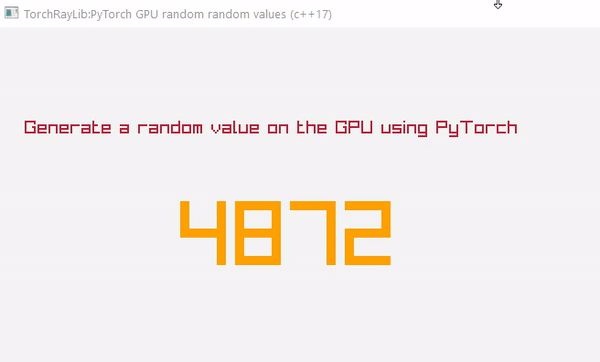 TorchRayLib:PyTorch GPU random random values (c++17)
Generate a random value on the GPU using PyTorch
4872